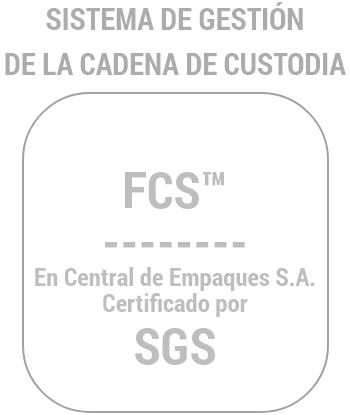 SISTEMA DE GESTIÓN
DE LA CADENA DE CUSTODIA
FCS™
--------
En Central de Empaques S.A.
Certificado por
SGS